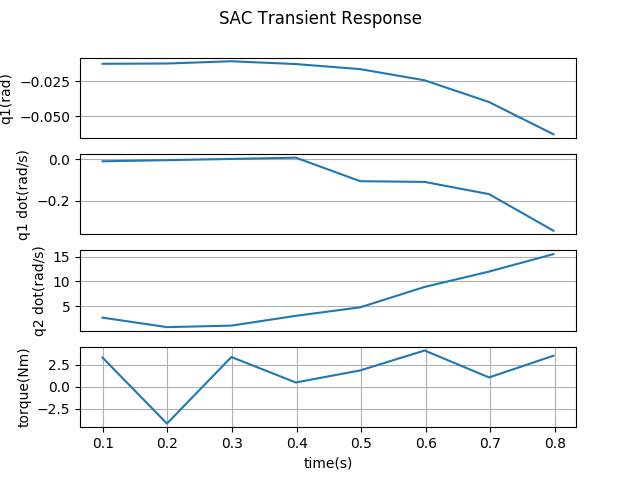 SAC Transient Response
q1(rad)
−0.025
−0.050
q1 dot(rad/s)
0.0
−0.2
q2 dot(rad/s)
15
10
5
torque(Nm)
2.5
0.0
−2.5
0.1 0.2 0.3 0.4 0.5 0.6 0.7 0.8
time(s)